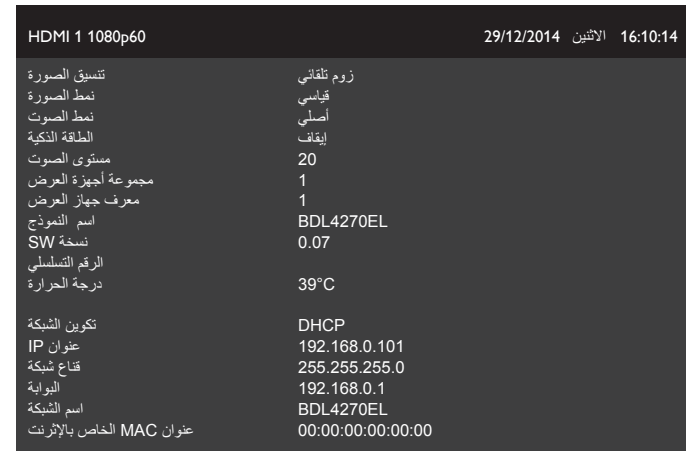 HDMI 1 1080p60 29/12/2014 الاثنين 16:10:14
تنسيق الصورة زوم تلقائي
نمط الصورة قياسي
نمط الصوت أصلي
الطاقة الذكية إيقاف
مستوى الصوت 20
مجموعة أجهزة العرض 1
معرف جهاز العرض 1
اسم النموذج BDL4270EL
نسخة SW 0.07
الرقم التسلسلي
درجة الحرارة 39°C
تكوين الشبكة DHCP
عنوان IP 192.168.0.101
قناع شبكة 255.255.255.0
البوابة 192.168.0.1
اسم الشبكة BDL4270EL
عنوان MAC الخاص بالإثرنت 00:00:00:00:00:00